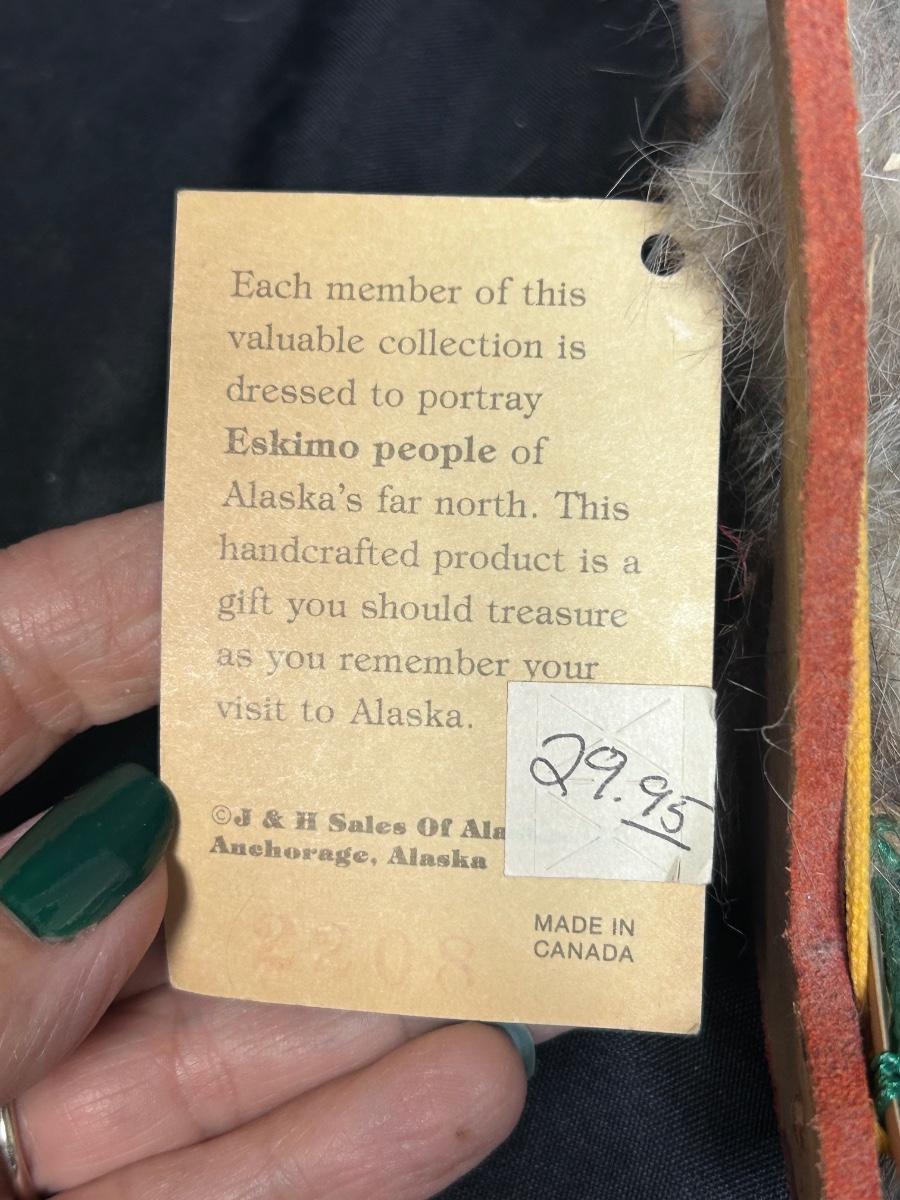 Each member of this
valuable collection is
dressed to portray
Eskimo people of
Alaska's far north. This
handcrafted product is a
gift you should treasure
as you remember your
visit to Alaska.
29.95
©J & H Sales Of Ala
Anchorage, Alaska
2708
MADE IN
CANADA